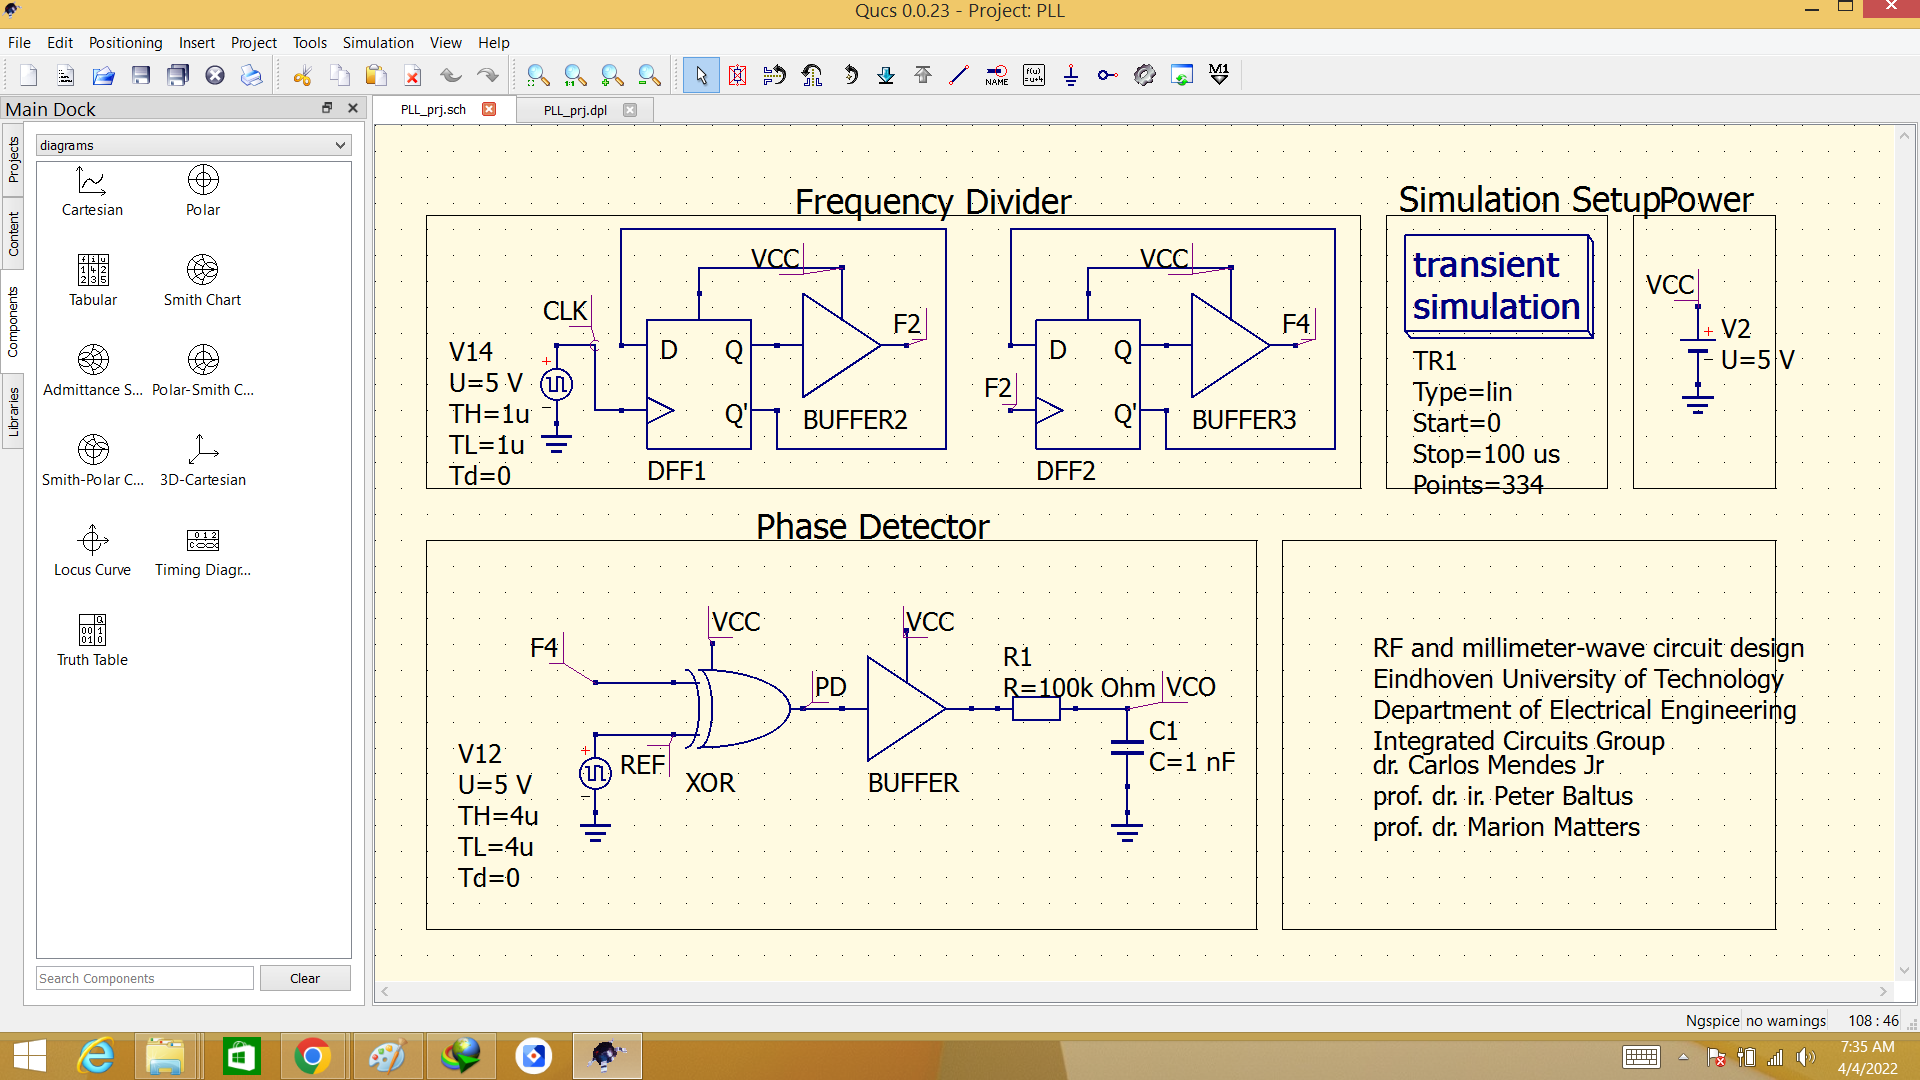 Qucs 0.0.23 - Project: PLL
File Edit Positioning Insert Project Tools Simulation View Help
NAME
M1
Main Dock
PLL_prj.sch
PLL_prj.dpl
Projects
Content
Components
Libraries
diagrams
Cartesian
Polar
Tabular
Smith Chart
Admittance S...
Polar-Smith C...
Smith-Polar C...
3D-Cartesian
Locus Curve
Timing Diagr...
Truth Table
Search Components
Clear
Frequency Divider
CLK
V14
U=5 V
TH=1u
TL=1u
Td=0
VCC
D
Q
Q'
DFF1
BUFFER2
F2
VCC
F2
D
Q
Q'
DFF2
BUFFER3
F4
Simulation Setup
transient
simulation
TR1
Type=lin
Start=0
Stop=100 us
Points=334
Power
VCC
V2
U=5 V
Phase Detector
F4
VCC
V12
U=5 V
TH=4u
TL=4u
Td=0
REF
XOR
PD
VCC
BUFFER
R1
R=100k Ohm
VCO
C1
C=1 nF
RF and millimeter-wave circuit design
Eindhoven University of Technology
Department of Electrical Engineering
Integrated Circuits Group
dr. Carlos Mendes Jr
prof. dr. ir. Peter Baltus
prof. dr. Marion Matters
Ngspice no warnings 108 : 46
7:35 AM
4/4/2022